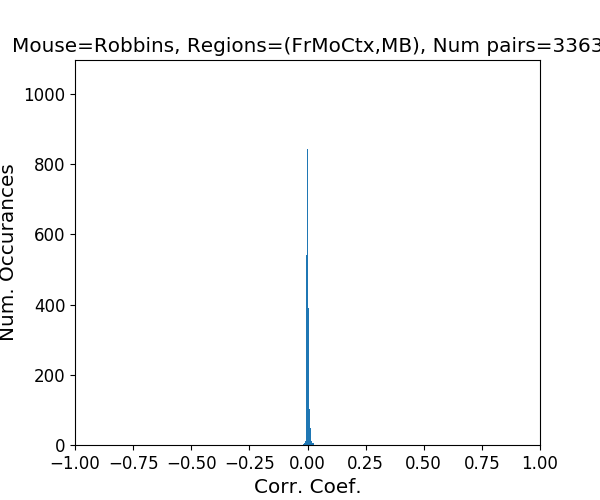 Mouse=Robbins, Regions=(FrMoCtx,MB), Num pairs=3363
1000
800
600
400
200
0
Num. Occurances
−1.00 −0.75 −0.50 −0.25 0.00 0.25 0.50 0.75 1.00
Corr. Coef.